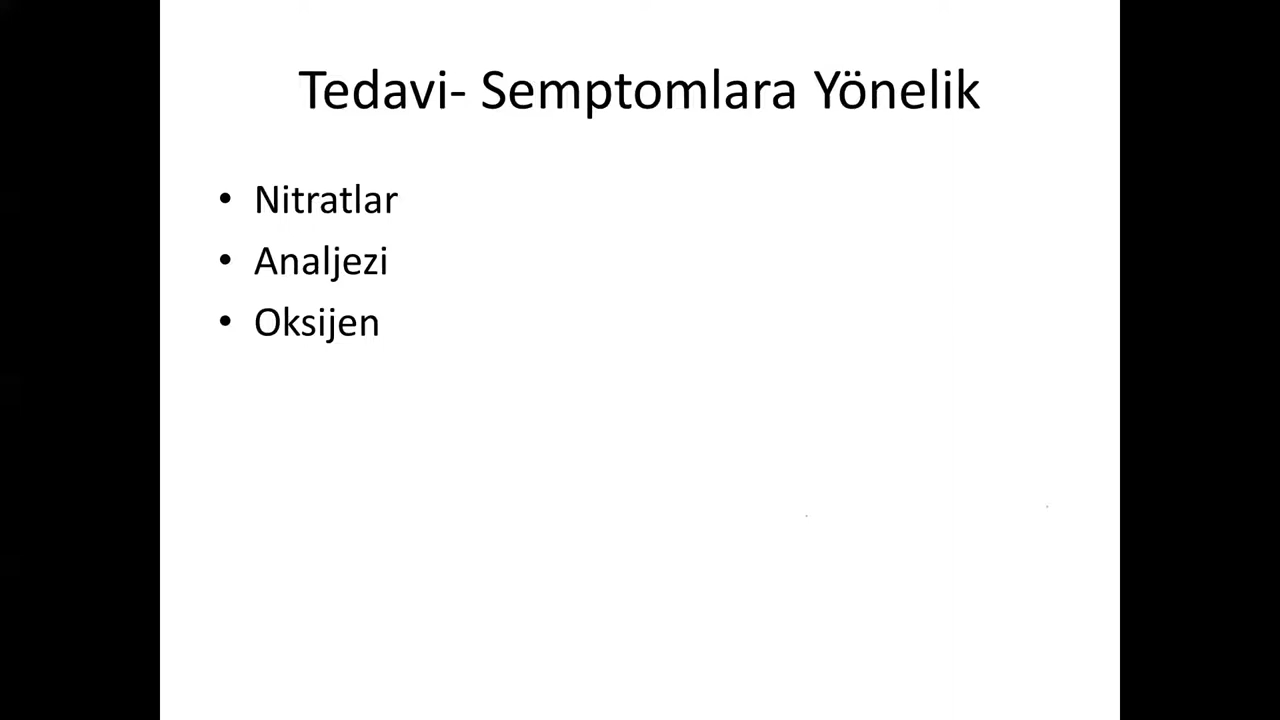 Tedavi- Semptomlara Yönelik
• Nitratlar
• Analjezi
• Oksijen